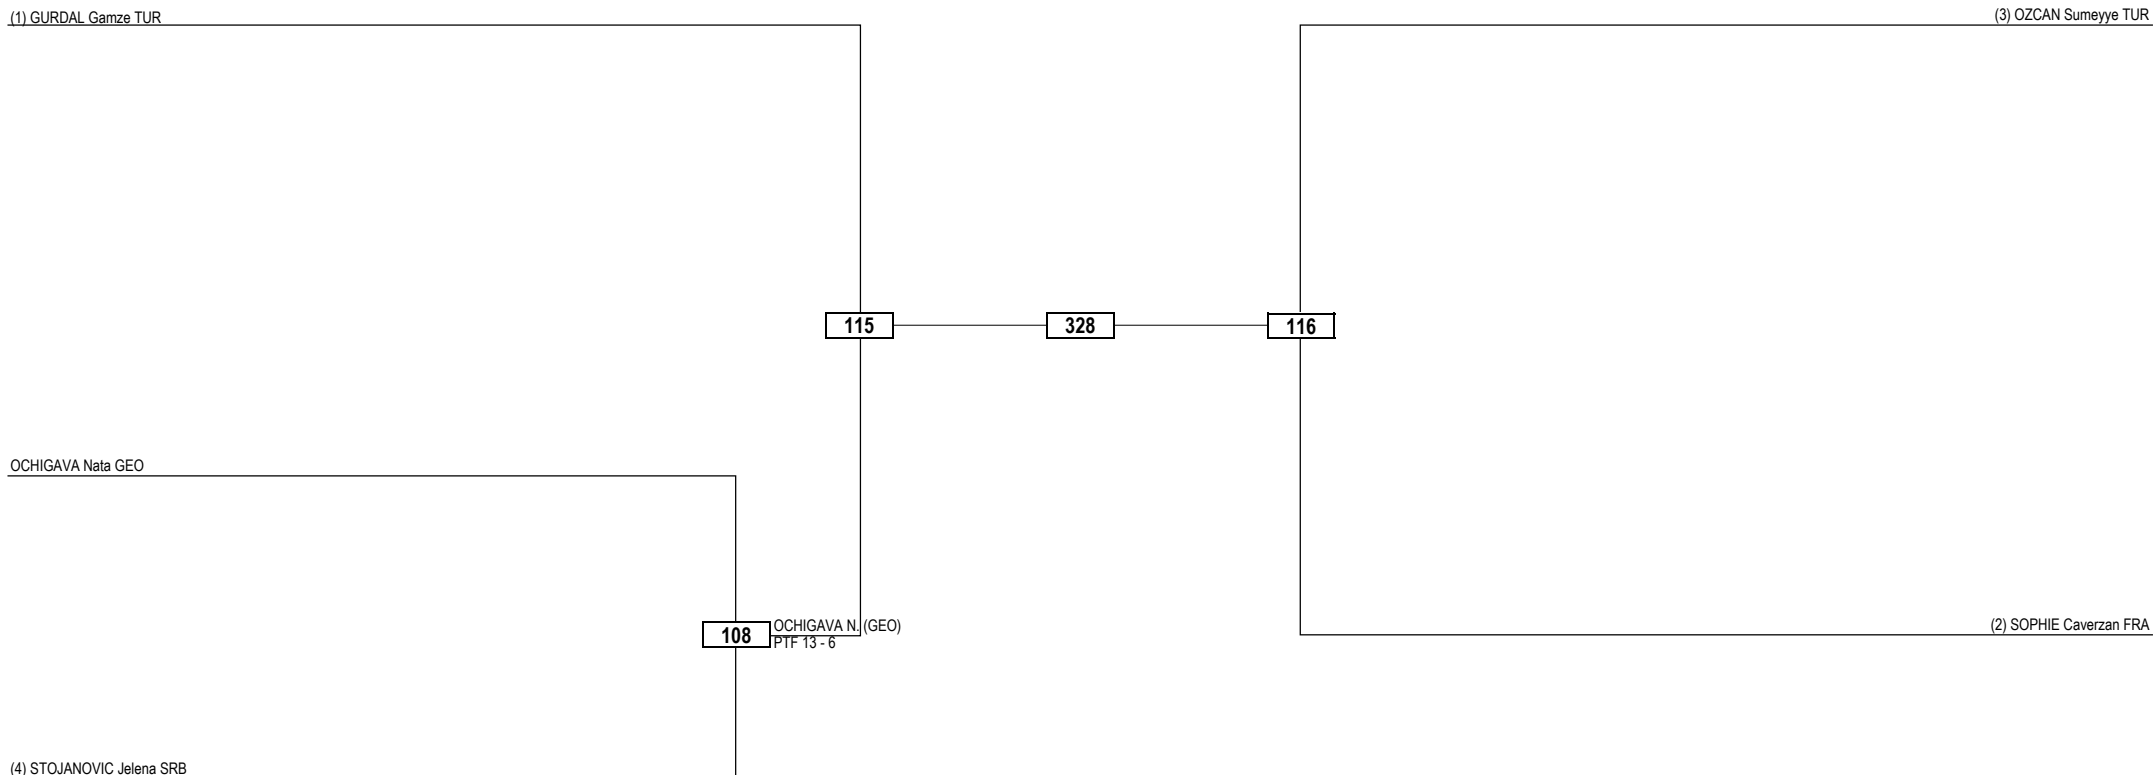 (1) GURDAL Gamze TUR
(3) OZCAN Sumeyye TUR
115
328
116
OCHIGAVA Nata GEO
108
OCHIGAVA N. (GEO)
PTF 13 - 6
(2) SOPHIE Caverzan FRA
(4) STOJANOVIC Jelena SRB